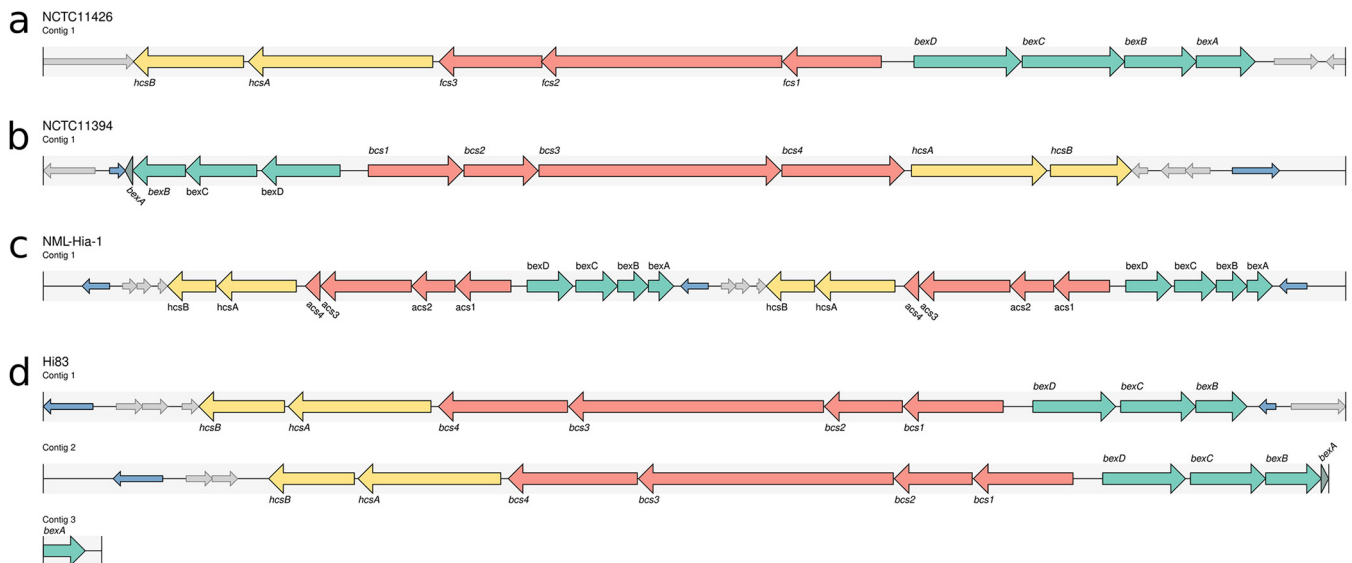 a
NCTC11426
Contig 1
bexD bexC bexB bexA
hcsB hcsA fcs3 fcs2 fcs1
b
NCTC11394
Contig 1
bcs1 bcs2 bcs3 bcs4 hcsA hcsB
bexA bexB bexC bexD
c
NML-Hia-1
Contig 1
bexD bexC bexB bexA bexD bexC bexB bexA
hcsB hcsA acs4 acs3 acs2 acs1 hcsB hcsA acs4 acs3 acs2 acs1
d
Hi83
Contig 1
bexD bexC bexB
hcsB hcsA bcs4 bcs3 bcs2 bcs1
Contig 2
bexD bexC bexB bexA
hcsB hcsA bcs4 bcs3 bcs2 bcs1
Contig 3
bexA